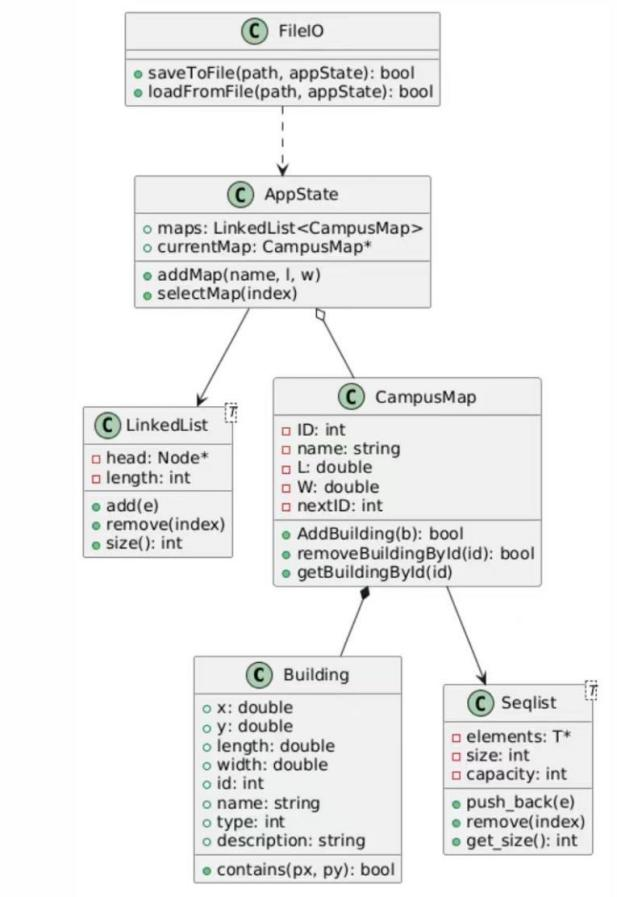 C FileIO
saveToFile(path, appState): bool
loadFromFile(path, appState): bool
C AppState
maps: LinkedList<CampusMap>
currentMap: CampusMap*
addMap(name, l, w)
selectMap(index)
C LinkedList T
head: Node*
length: int
add(e)
remove(index)
size(): int
C CampusMap
ID: int
name: string
L: double
W: double
nextID: int
AddBuilding(b): bool
removeBuildingById(id): bool
getBuildingById(id)
C Building
x: double
y: double
length: double
width: double
id: int
name: string
type: int
description: string
contains(px, py): bool
C Seqlist T
elements: T*
size: int
capacity: int
push_back(e)
remove(index)
get_size(): int